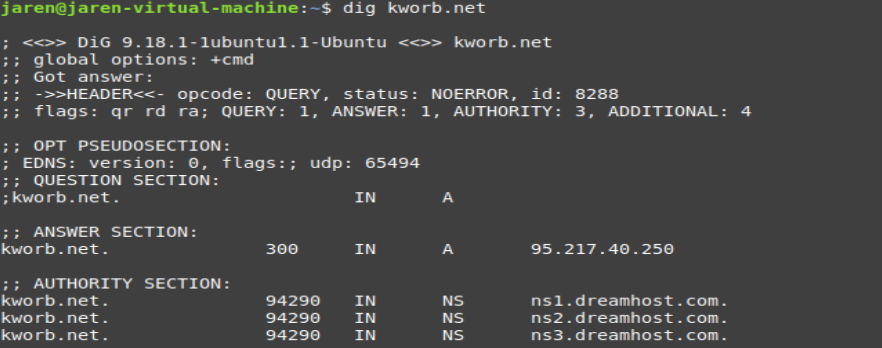 jaren@jaren-virtual-machine:~$ dig kworb.net
; <<>> DiG 9.18.1-1ubuntu1.1-Ubuntu <<>> kworb.net
;; global options: +cmd
;; Got answer:
;; ->>HEADER<<- opcode: QUERY, status: NOERROR, id: 8288
;; flags: qr rd ra; QUERY: 1, ANSWER: 1, AUTHORITY: 3, ADDITIONAL: 4
;; OPT PSEUDOSECTION:
; EDNS: version: 0, flags:; udp: 65494
;; QUESTION SECTION:
;kworb.net. IN A
;; ANSWER SECTION:
kworb.net. 300 IN A 95.217.40.250
;; AUTHORITY SECTION:
kworb.net. 94290 IN NS ns1.dreamhost.com.
kworb.net. 94290 IN NS ns2.dreamhost.com.
kworb.net. 94290 IN NS ns3.dreamhost.com.